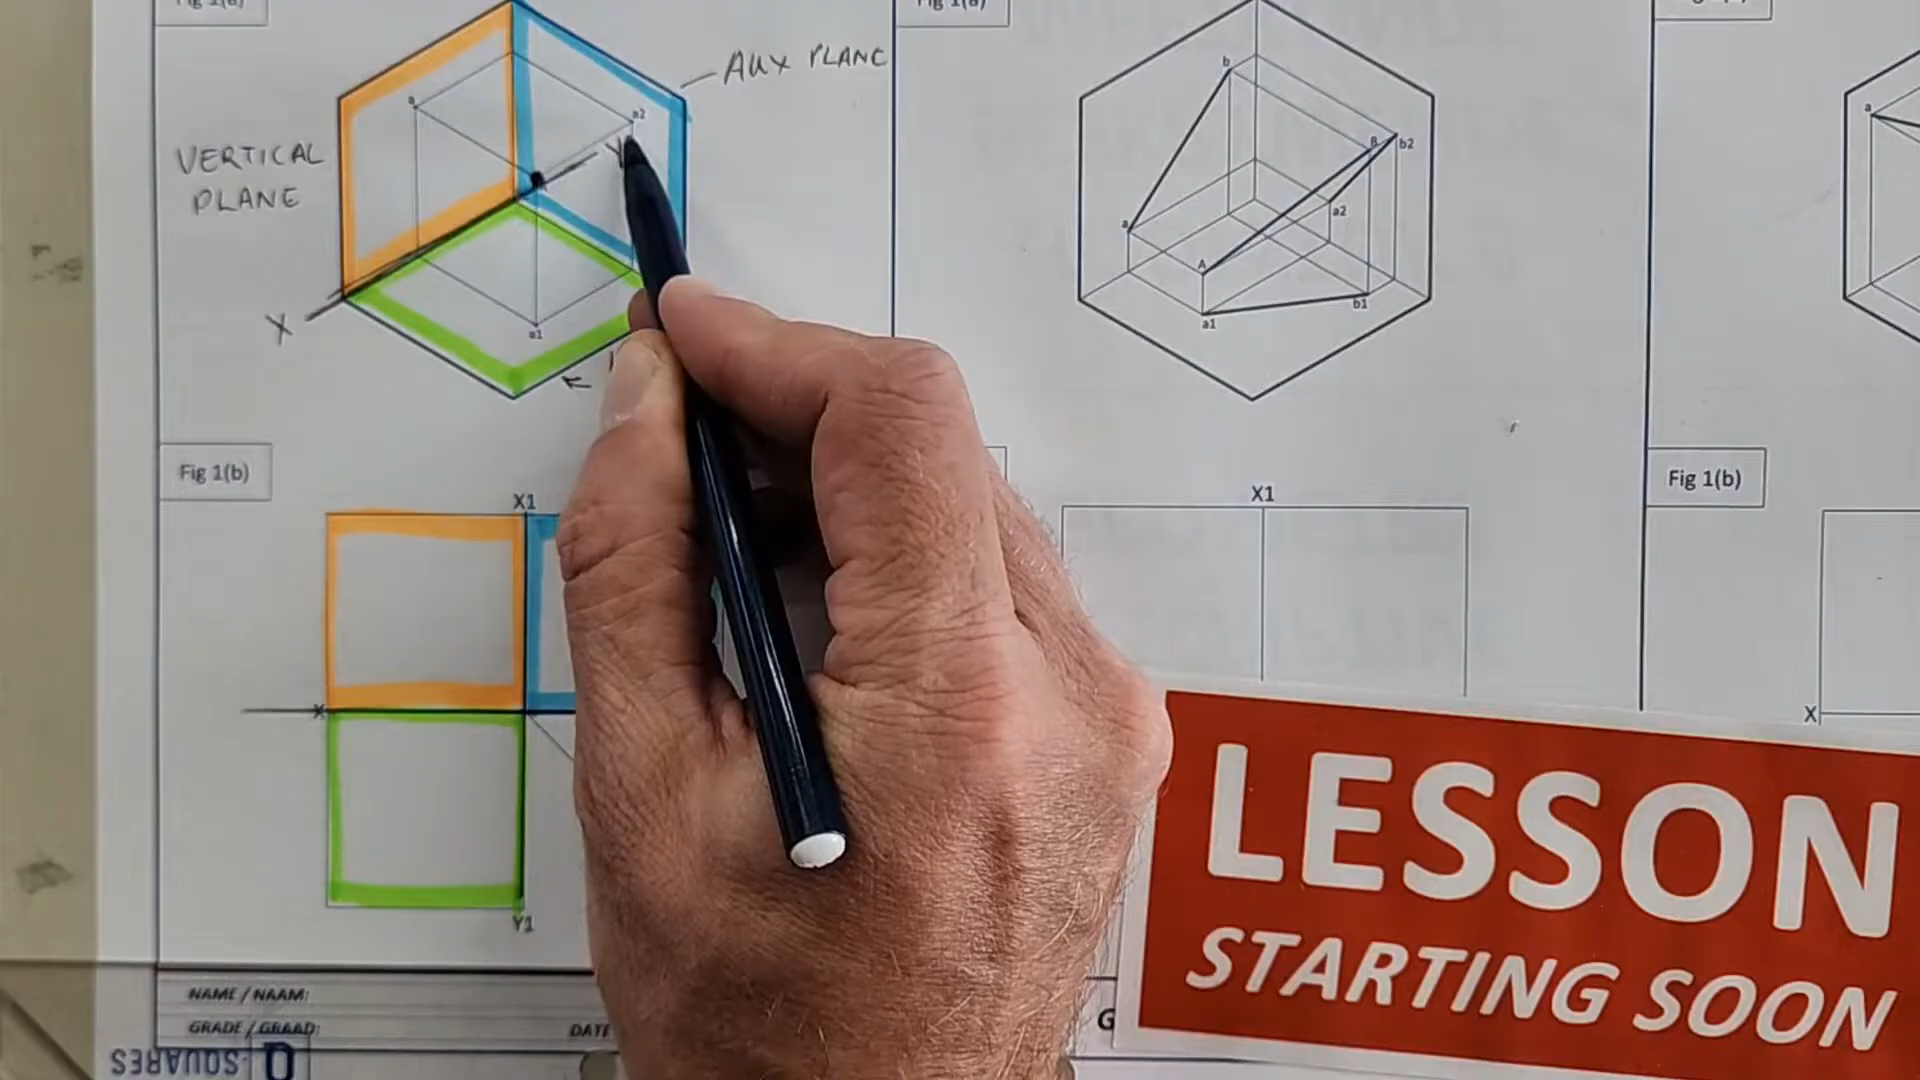 Fig 1(a)
Fig 1(a)
b
AUX PLANE
a
a2
a
Y
B
b2
VERTICAL
PLANE
a2
a
A
X
b1
a1
a1
Fig 1(b)
X1
X1
Fig 1(b)
X
X
LESSON
STARTING SOON
Y1
NAME / NAAM:
GRADE / GRAAD:
DATE
G
SQUARES
Q